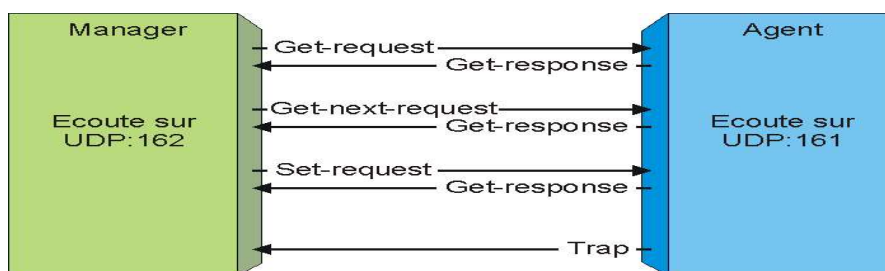 Manager
Agent
Get-request
Get-response
Get-next-request
Get-response
Set-request
Get-response
Trap
Ecoute sur
UDP:162
Ecoute sur
UDP:161